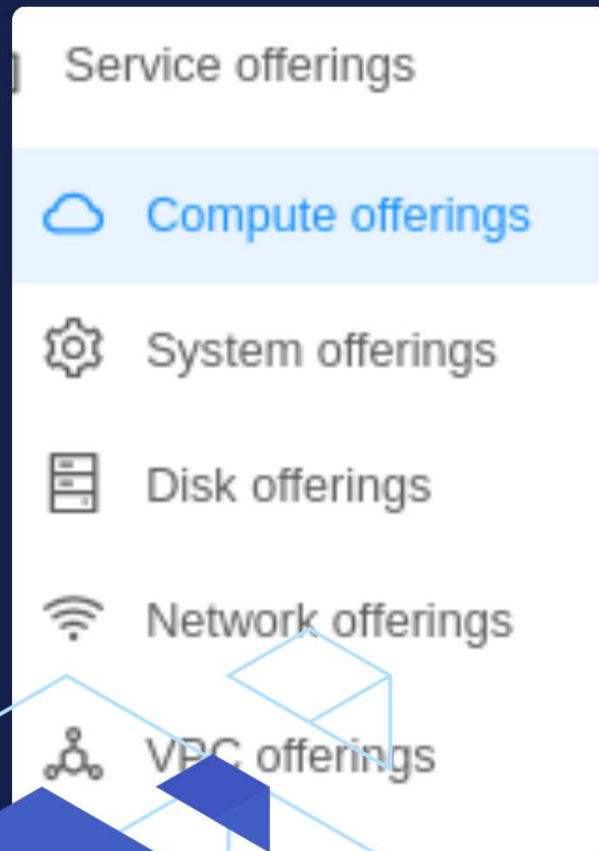 Service offerings
Compute offerings
System offerings
Disk offerings
Network offerings
VPC offerings